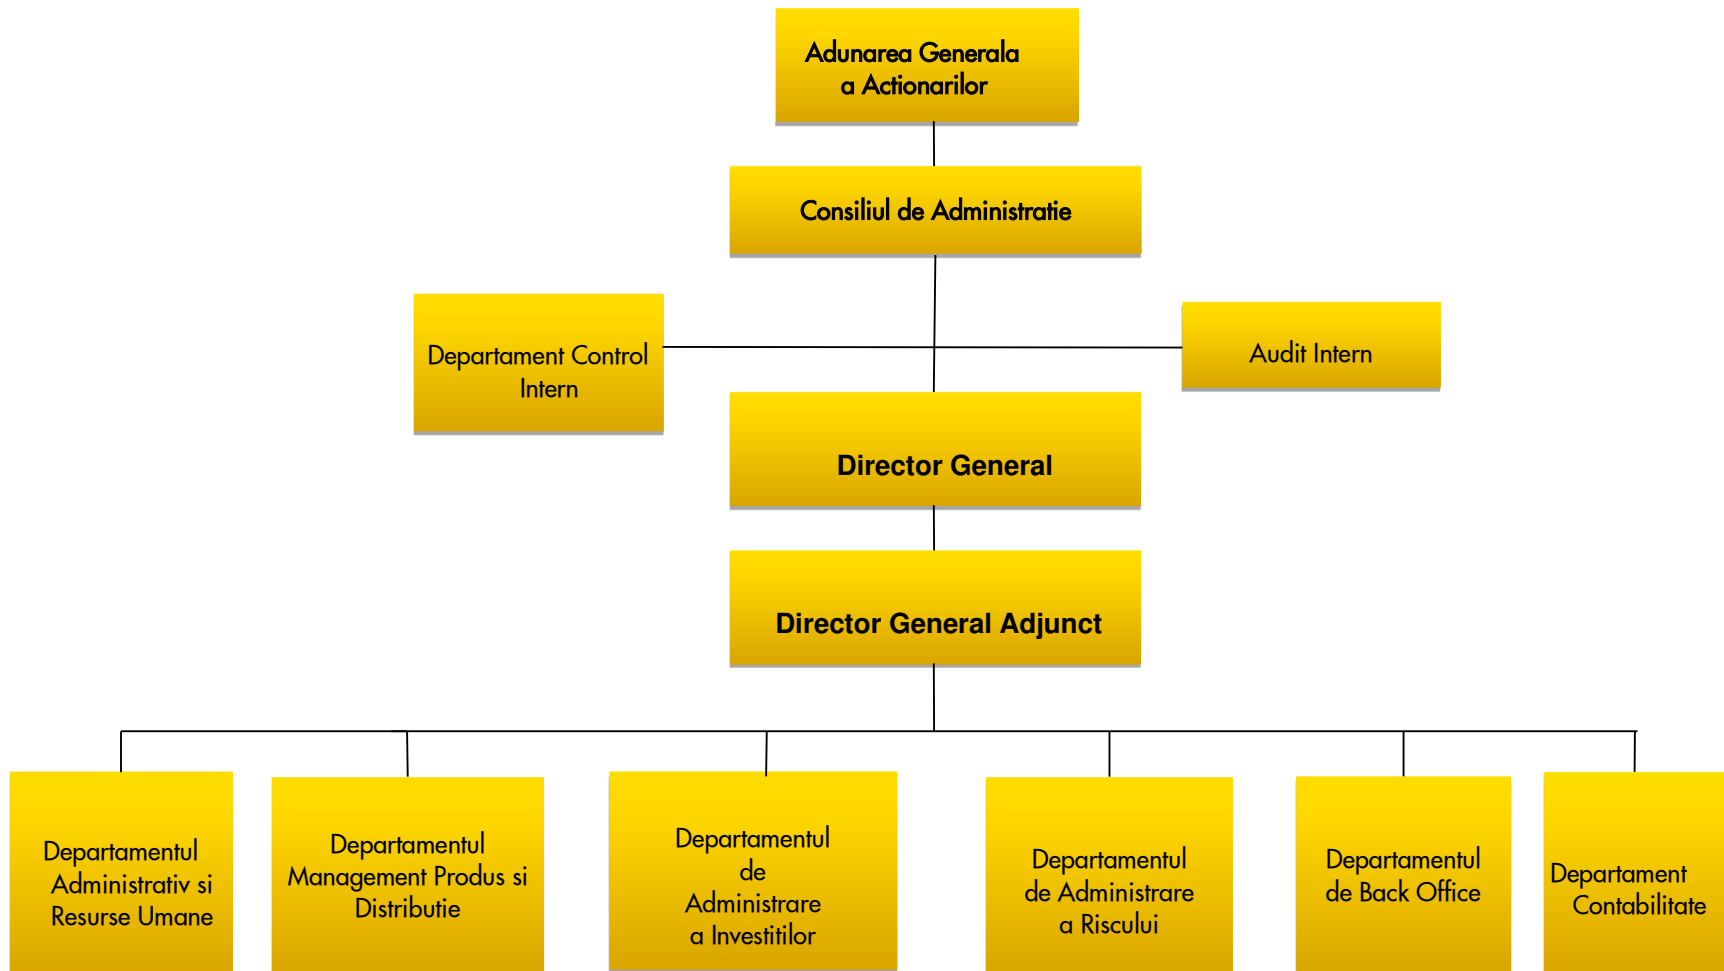 Adunarea Generala
a Actionarilor
Consiliul de Administratie
Departament Control
Intern
Audit Intern
Director General
Director General Adjunct
Departamentul
Administrativ si
Resurse Umane
Departamentul
Management Produs si
Distributie
Departamentul
de
Administrare
a Investitilor
Departamentul
de Administrare
a Riscului
Departamentul
de Back Office
Departament
Contabilitate